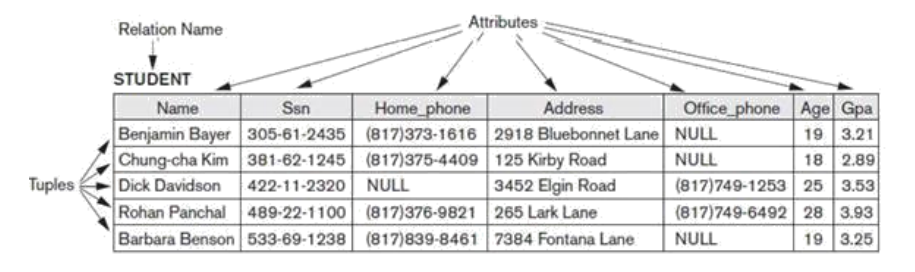 Attributes
Relation Name
STUDENT
Name Ssn Home_phone Address Office_phone Age Gpa
Benjamin Bayer 305-61-2435 (817)373-1616 2918 Bluebonnet Lane NULL 19 3.21
Chung-cha Kim 381-62-1245 (817)375-4409 125 Kirby Road NULL 18 2.89
Tuples Dick Davidson 422-11-2320 NULL 3452 Elgin Road (817)749-1253 25 3.53
Rohan Panchal 489-22-1100 (817)376-9821 265 Lark Lane (817)749-6492 28 3.93
Barbara Benson 533-69-1238 (817)839-8461 7384 Fontana Lane NULL 19 3.25